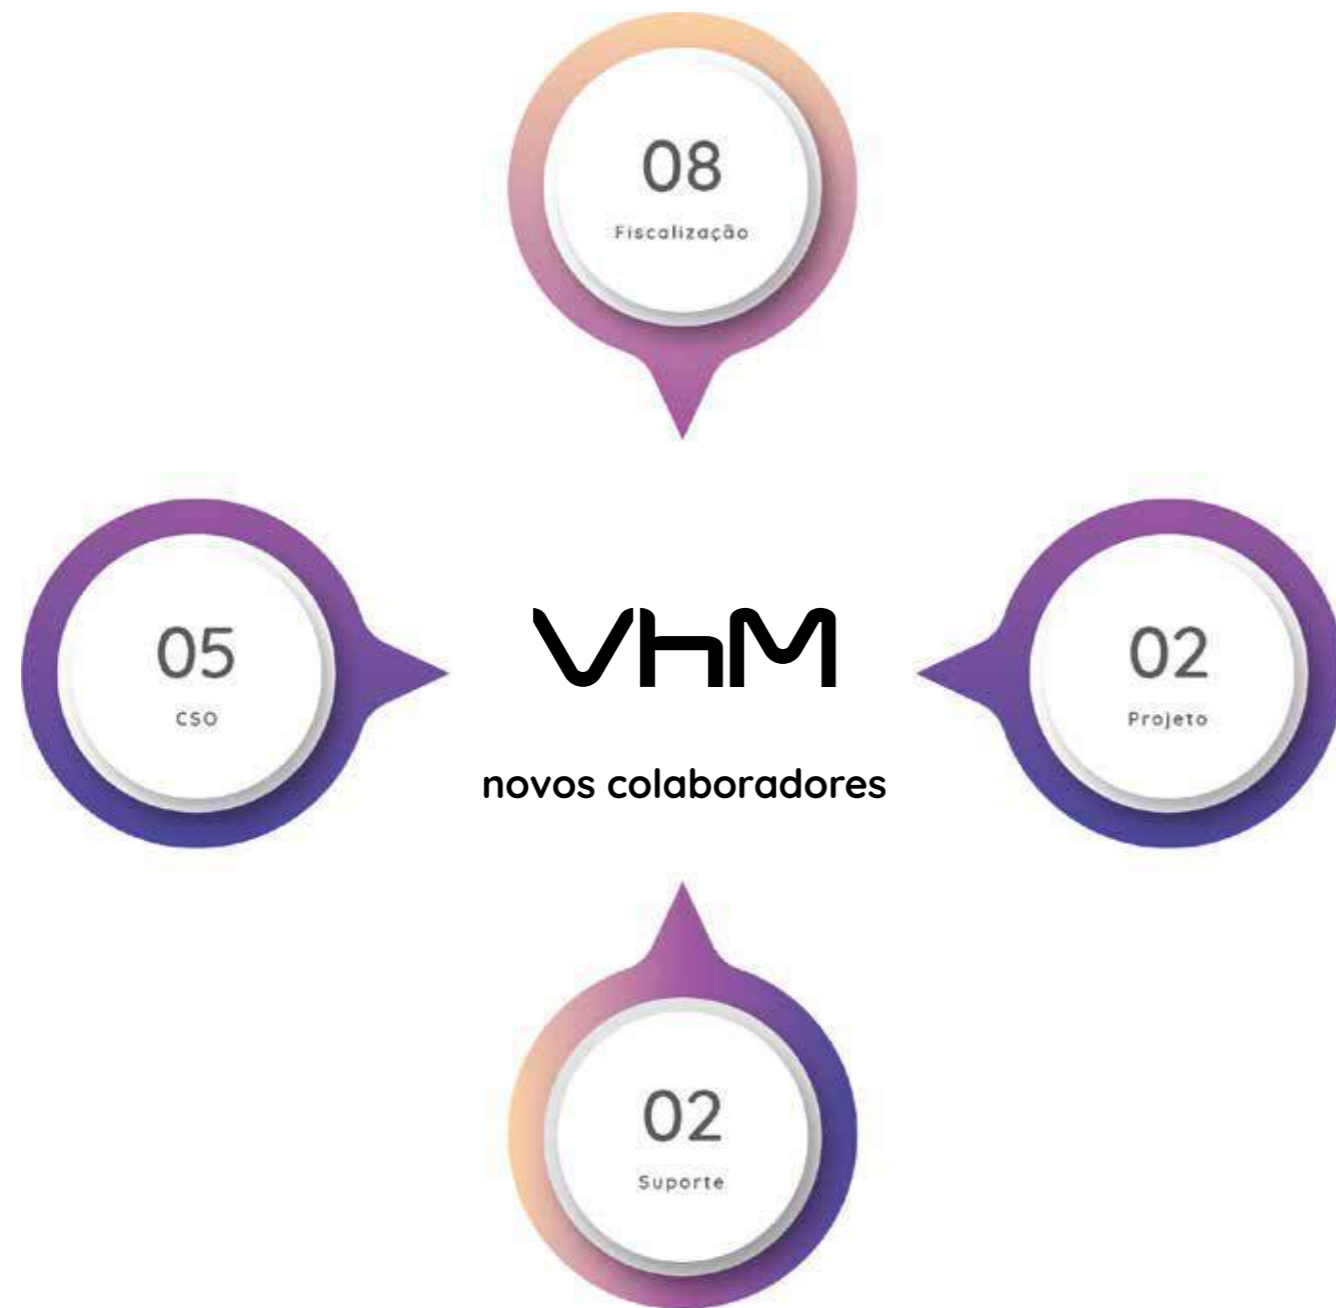 08
Fiscalização
05
CSO
VhM
novos colaboradores
02
Projeto
02
Suporte